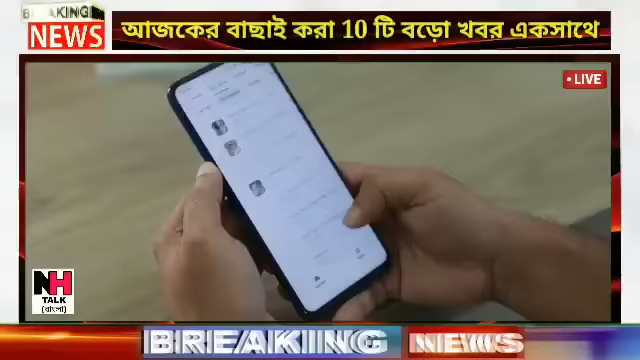 BREAKING
NEWS
আজকের বাছাই করা 10 টি বড়ো খবর একসাথে
LIVE
NH
TALK
(বাংলা)
BREAKING NEWS